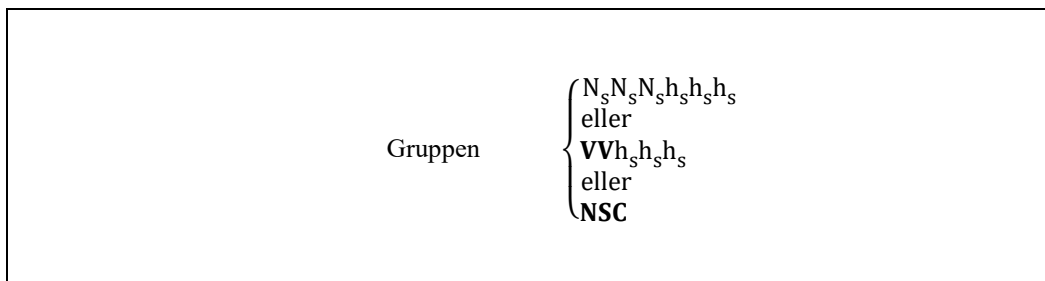 Gruppen
NₛNₛNₛhₛhₛhₛ
eller
VVhₛhₛhₛ
eller
NSC